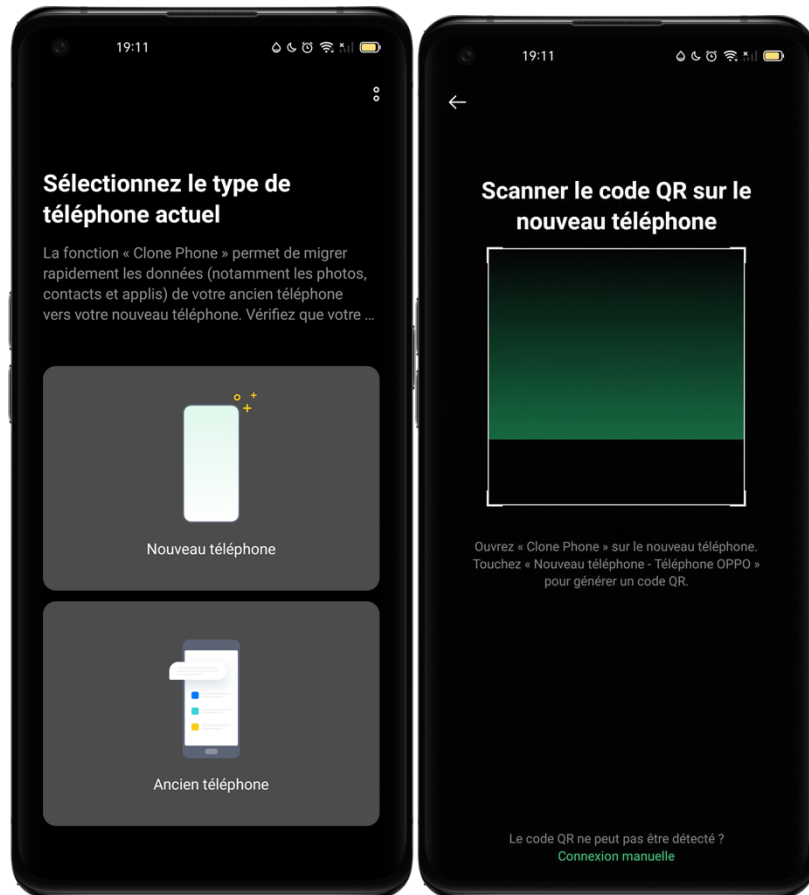 19:11
Sélectionnez le type de
téléphone actuel
La fonction « Clone Phone » permet de migrer
rapidement les données (notamment les photos,
contacts et applis) de votre ancien téléphone
vers votre nouveau téléphone. Vérifiez que votre ...
Nouveau téléphone
Ancien téléphone
19:11
Scanner le code QR sur le
nouveau téléphone
Ouvrez « Clone Phone » sur le nouveau téléphone.
Touchez « Nouveau téléphone - Téléphone OPPO »
pour générer un code QR.
Le code QR ne peut pas être détecté ?
Connexion manuelle